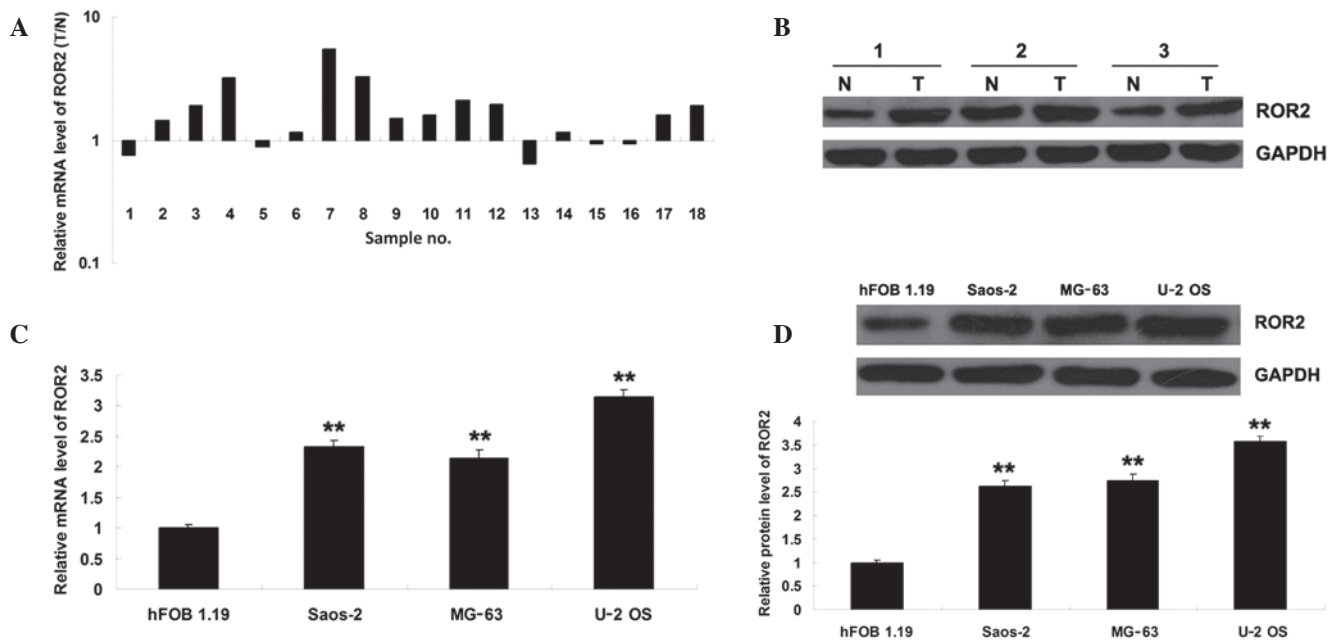 A
Relative mRNA level of ROR2 (T/N)
10
1
0.1
1 2 3 4 5 6 7 8 9 10 11 12 13 14 15 16 17 18
Sample no.
B
1 2 3
N T N T N T
ROR2
GAPDH
C
Relative mRNA level of ROR2
3.5
3
2.5
2
1.5
1
0.5
0
** ** **
hFOB 1.19 Saos-2 MG-63 U-2 OS
D
hFOB 1.19 Saos-2 MG-63 U-2 OS
ROR2
GAPDH
Relative protein level of ROR2
4
3.5
3
2.5
2
1.5
1
0.5
0
** ** **
hFOB 1.19 Saos-2 MG-63 U-2 OS